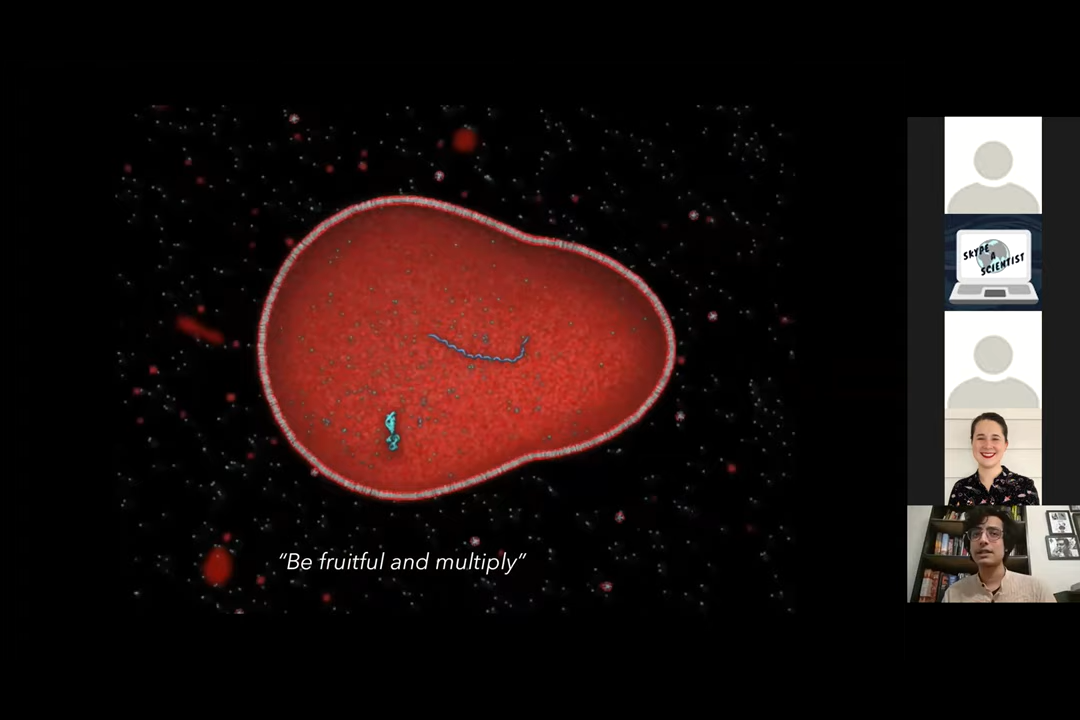 “Be fruitful and multiply”
SKYPE
A
SCIENTIST